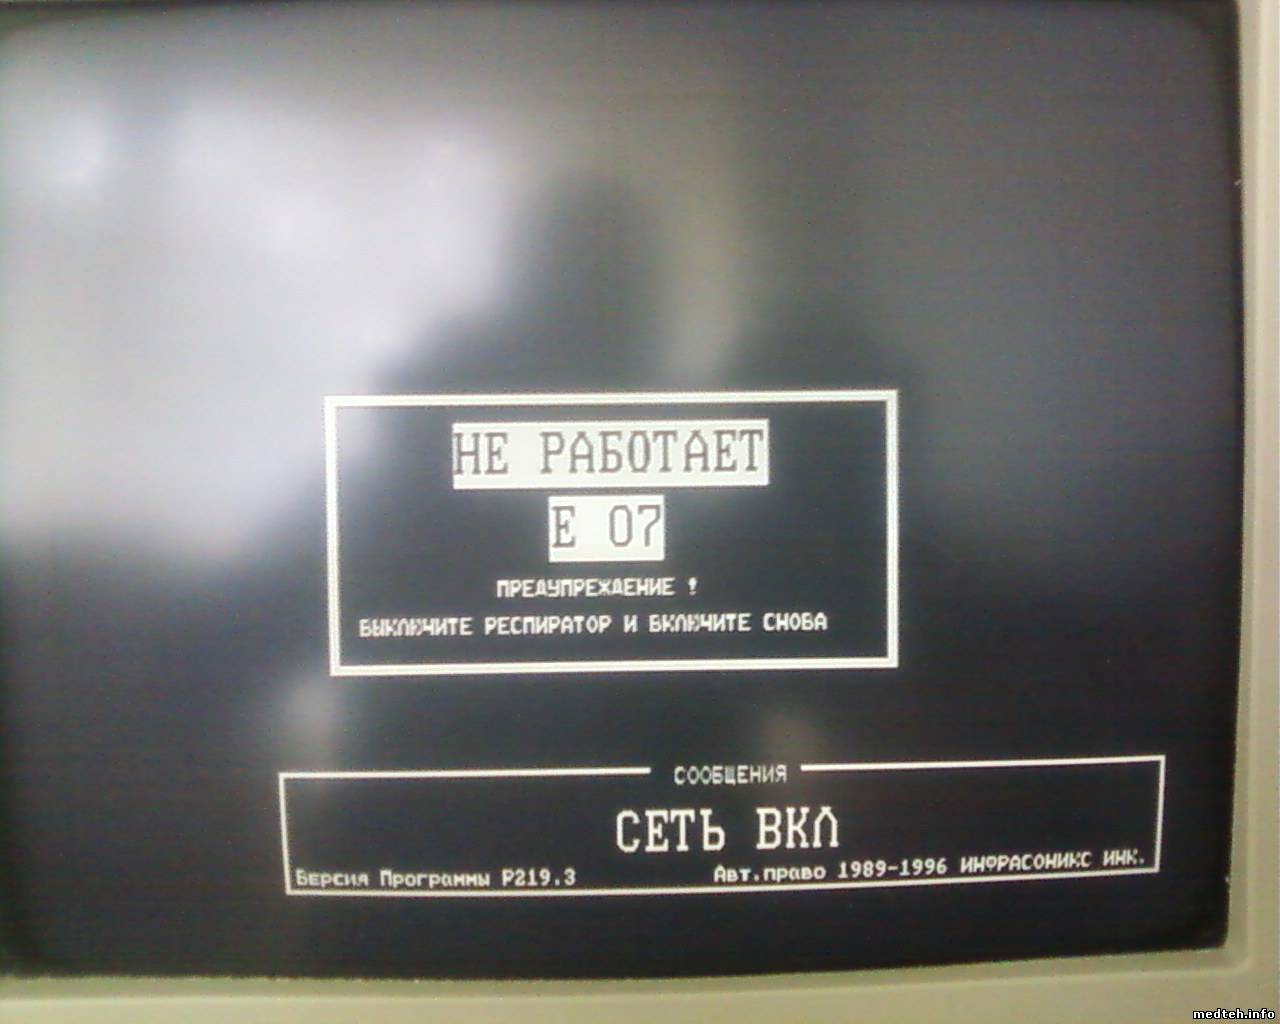 НЕ РАБОТАЕТ
Е 07
ПРЕДУПРЕЖДЕНИЕ !
ВЫКЛЮЧИТЕ РЕСПИРАТОР И ВКЛЮЧИТЕ СНОВА
СООБЩЕНИЯ
СЕТЬ ВКЛ
Версия Программы Р219.3
Авт.право 1989-1996 ИНФРАСОНИКС ИНК.
medteh.info